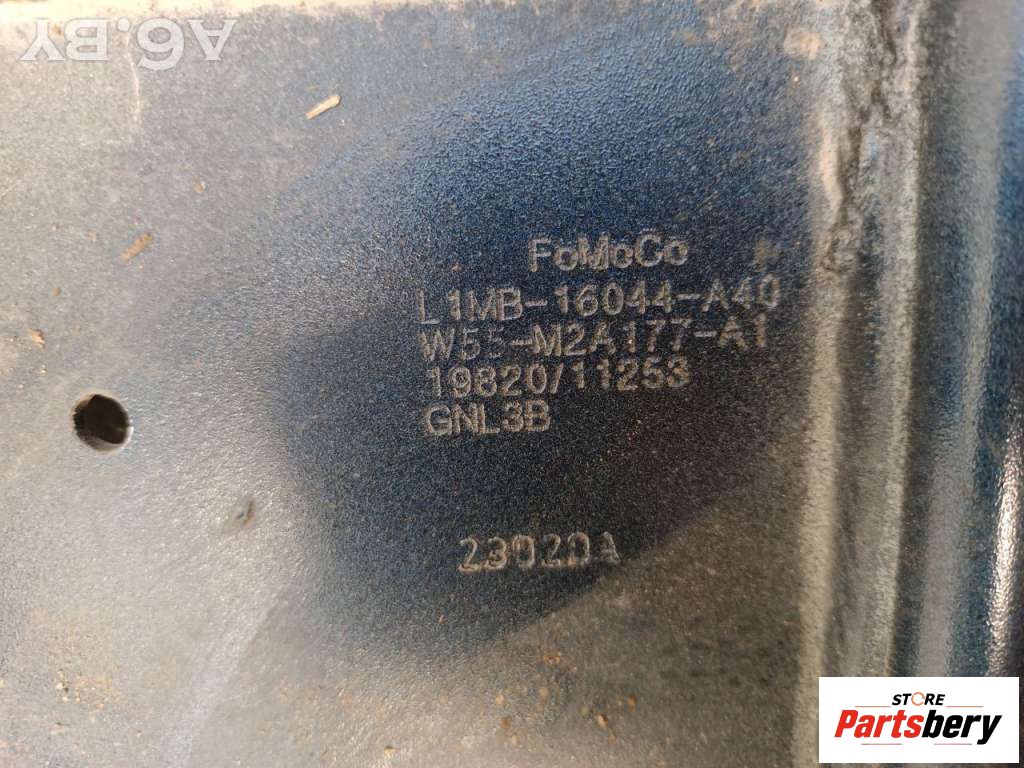 A6.BY
FoMoCo
L1MB-16044-A40
W55-M2A177-A1
19820/11253
GNL3B
23020A
STORE
Partsbery